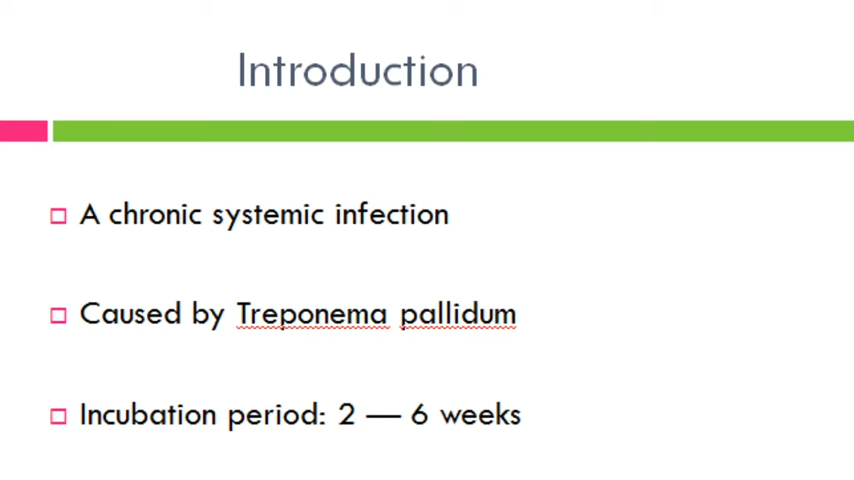 Introduction
A chronic systemic infection
Caused by Treponema pallidum
Incubation period: 2 — 6 weeks